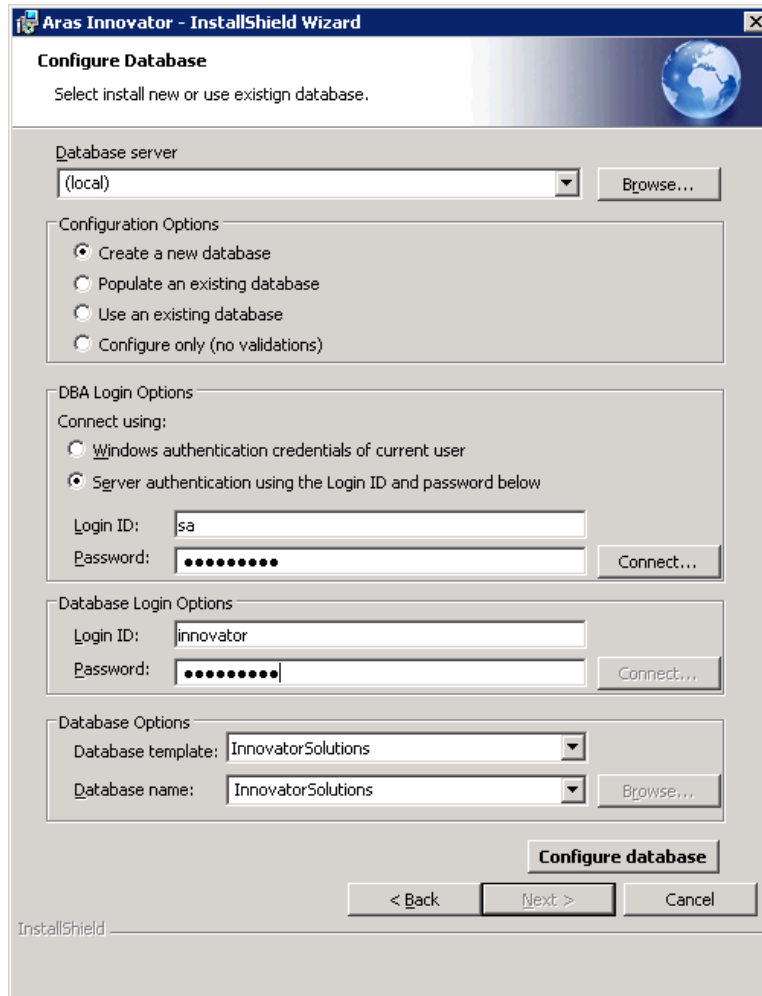 Aras Innovator - InstallShield Wizard
Configure Database
Select install new or use existign database.
Database server
(local)
Browse...
Configuration Options
Create a new database
Populate an existing database
Use an existing database
Configure only (no validations)
DBA Login Options
Connect using:
Windows authentication credentials of current user
Server authentication using the Login ID and password below
Login ID: sa
Password: ●●●●●●●●● Connect...
Database Login Options
Login ID: innovator
Password: ●●●●●●●●● Connect...
Database Options
Database template: InnovatorSolutions
Database name: InnovatorSolutions Browse...
Configure database
< Back Next > Cancel
InstallShield